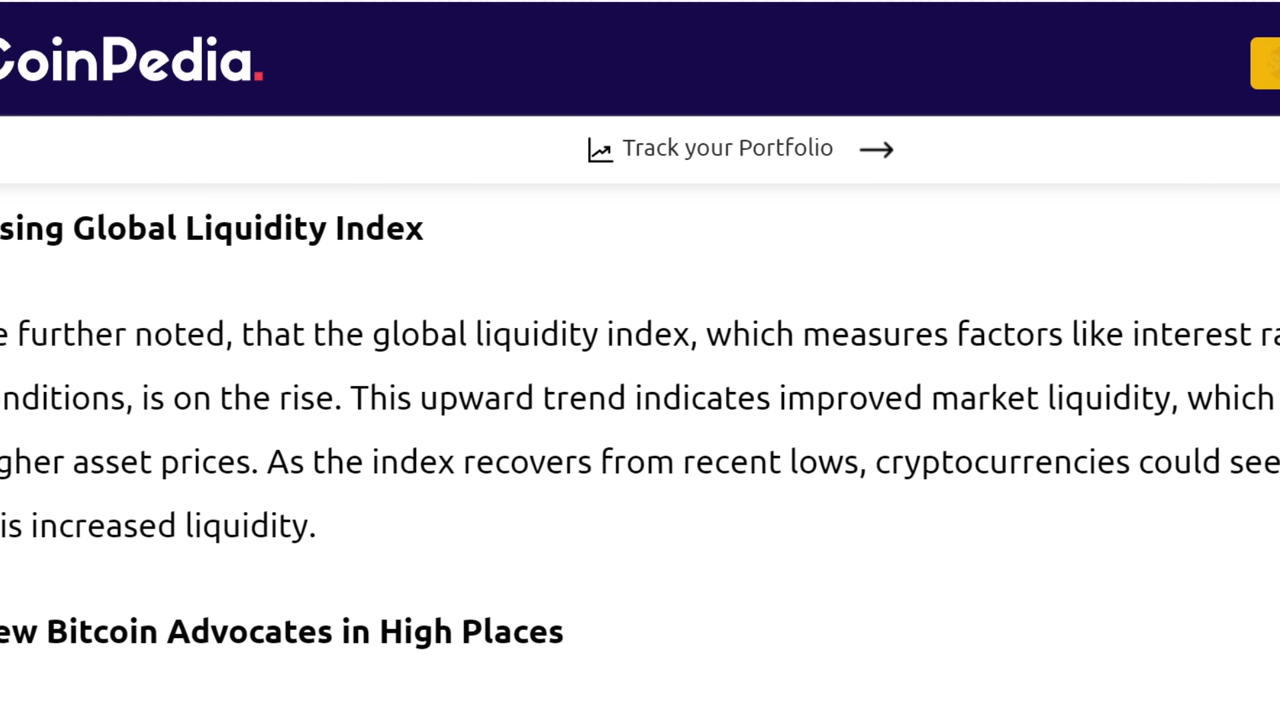 CoinPedia.
Track your Portfolio
sing Global Liquidity Index
e further noted, that the global liquidity index, which measures factors like interest ra
nditions, is on the rise. This upward trend indicates improved market liquidity, which
gher asset prices. As the index recovers from recent lows, cryptocurrencies could see
is increased liquidity.
ew Bitcoin Advocates in High Places